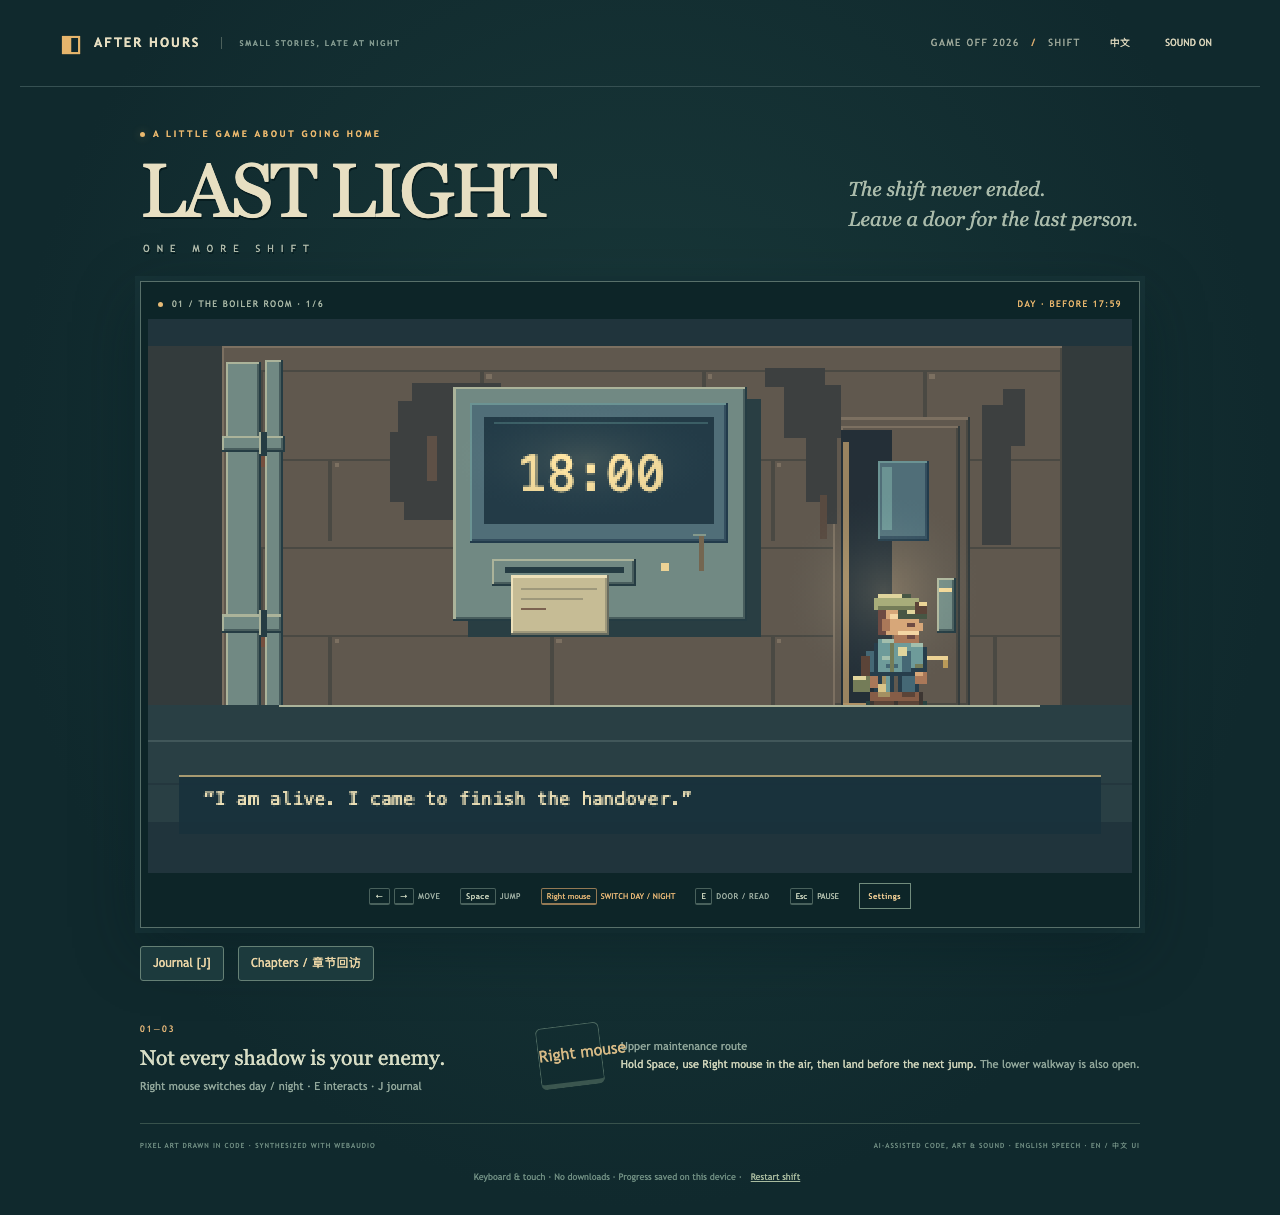 AFTER HOURS
SMALL STORIES, LATE AT NIGHT
GAME OFF 2026 / SHIFT
中文
SOUND ON
A LITTLE GAME ABOUT GOING HOME
LAST LIGHT
ONE MORE SHIFT
The shift never ended.
Leave a door for the last person.
01 / THE BOILER ROOM · 1/6
DAY · BEFORE 17:59
18:00
"I am alive. I came to finish the handover."
← → MOVE
Space JUMP
Right mouse SWITCH DAY / NIGHT
E DOOR / READ
Esc PAUSE
Settings
Journal [J]
Chapters / 章节回访
01—03
Not every shadow is your enemy.
Right mouse switches day / night · E interacts · J journal
Right mouse
Upper maintenance route
Hold Space, use Right mouse in the air, then land before the next jump. The lower walkway is also open.
PIXEL ART DRAWN IN CODE · SYNTHESIZED WITH WEBAUDIO
AI-ASSISTED CODE, ART & SOUND · ENGLISH SPEECH · EN / 中文 UI
Keyboard & touch · No downloads · Progress saved on this device · Restart shift